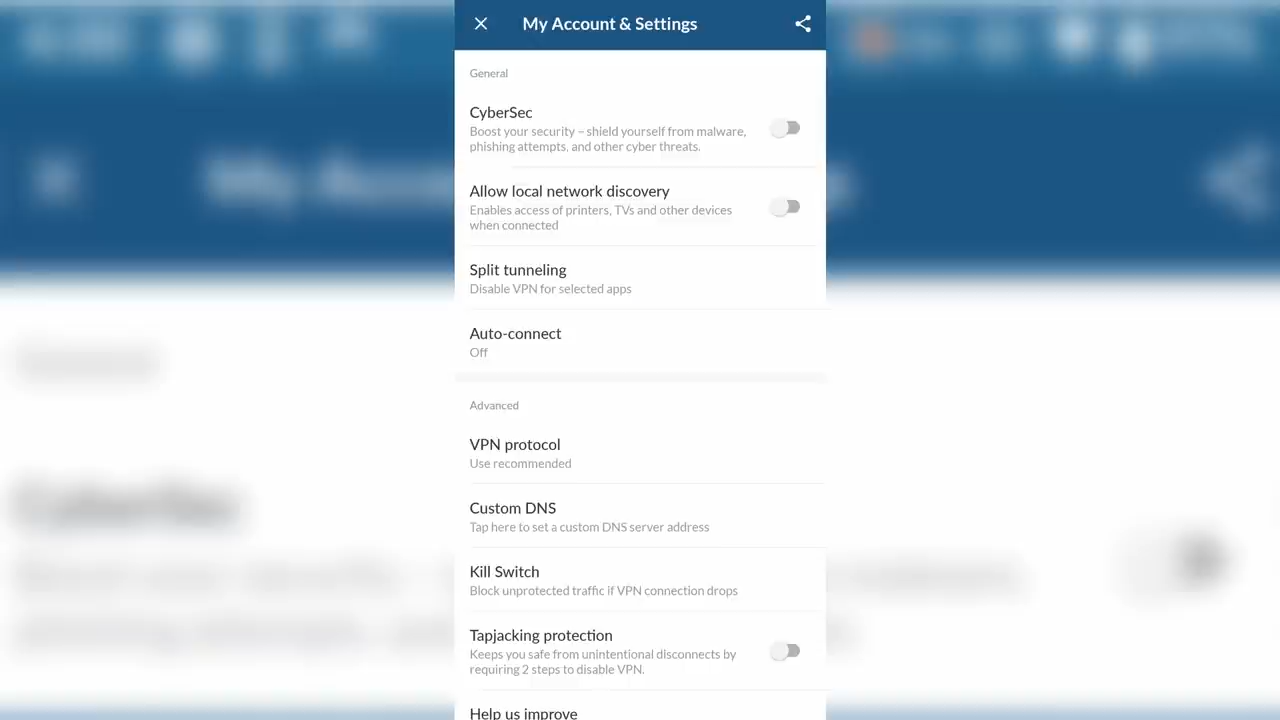 My Account & Settings
General
CyberSec
Boost your security – shield yourself from malware,
phishing attempts, and other cyber threats.
Allow local network discovery
Enables access of printers, TVs and other devices
when connected
Split tunneling
Disable VPN for selected apps
Auto-connect
Off
Advanced
VPN protocol
Use recommended
Custom DNS
Tap here to set a custom DNS server address
Kill Switch
Block unprotected traffic if VPN connection drops
Tapjacking protection
Keeps you safe from unintentional disconnects by
requiring 2 steps to disable VPN.
Help us improve